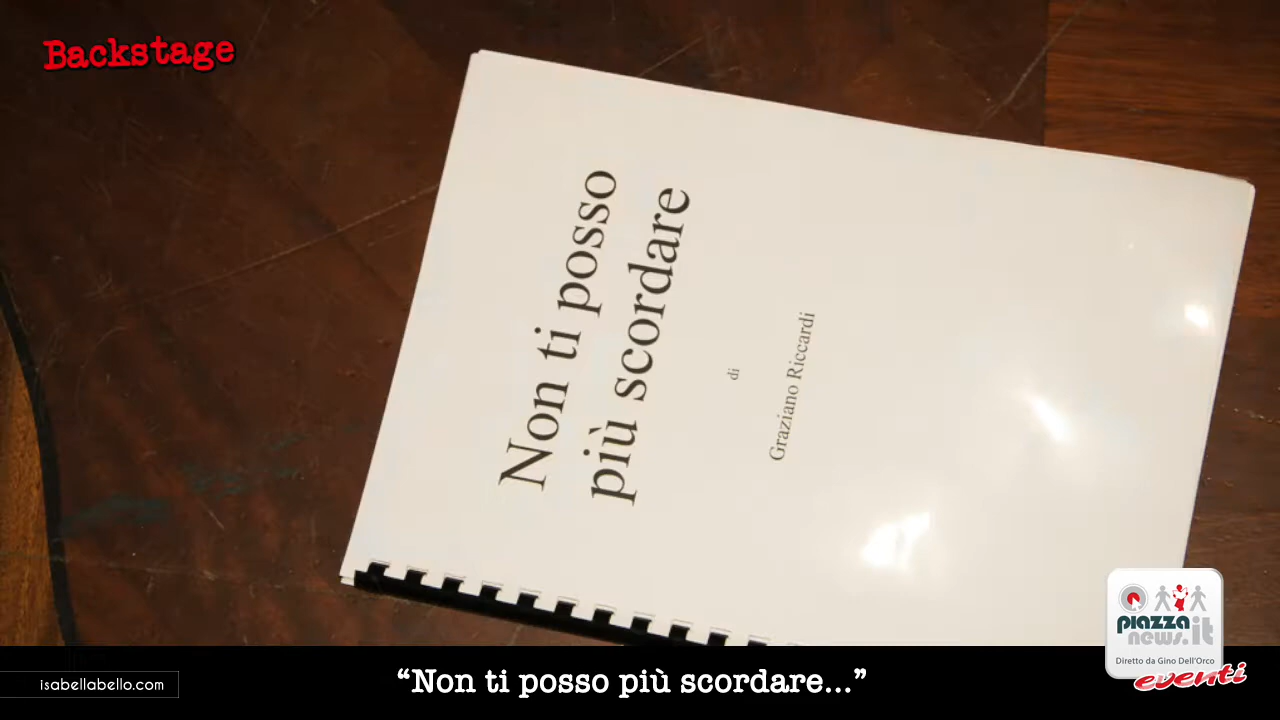 Backstage
Non ti posso
più scordare
di
Graziano Riccardi
piazza
news.it
Diretto da Gino Dell'Orco
eventi
isabellabello.com
“Non ti posso più scordare...”